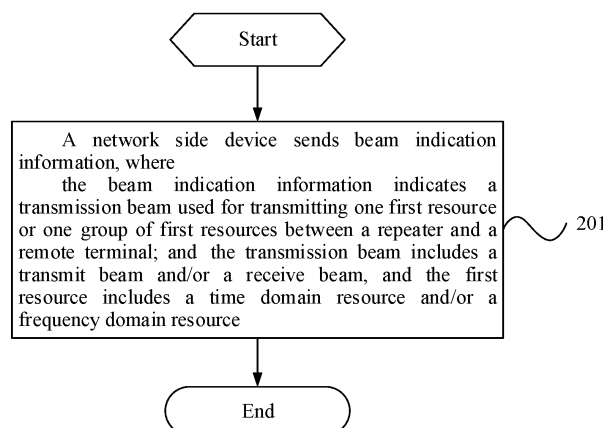 Start
A network side device sends beam indication
information, where
the beam indication information indicates a
transmission beam used for transmitting one first resource
or one group of first resources between a repeater and a
remote terminal; and the transmission beam includes a
transmit beam and/or a receive beam, and the first
resource includes a time domain resource and/or a
frequency domain resource
201
End